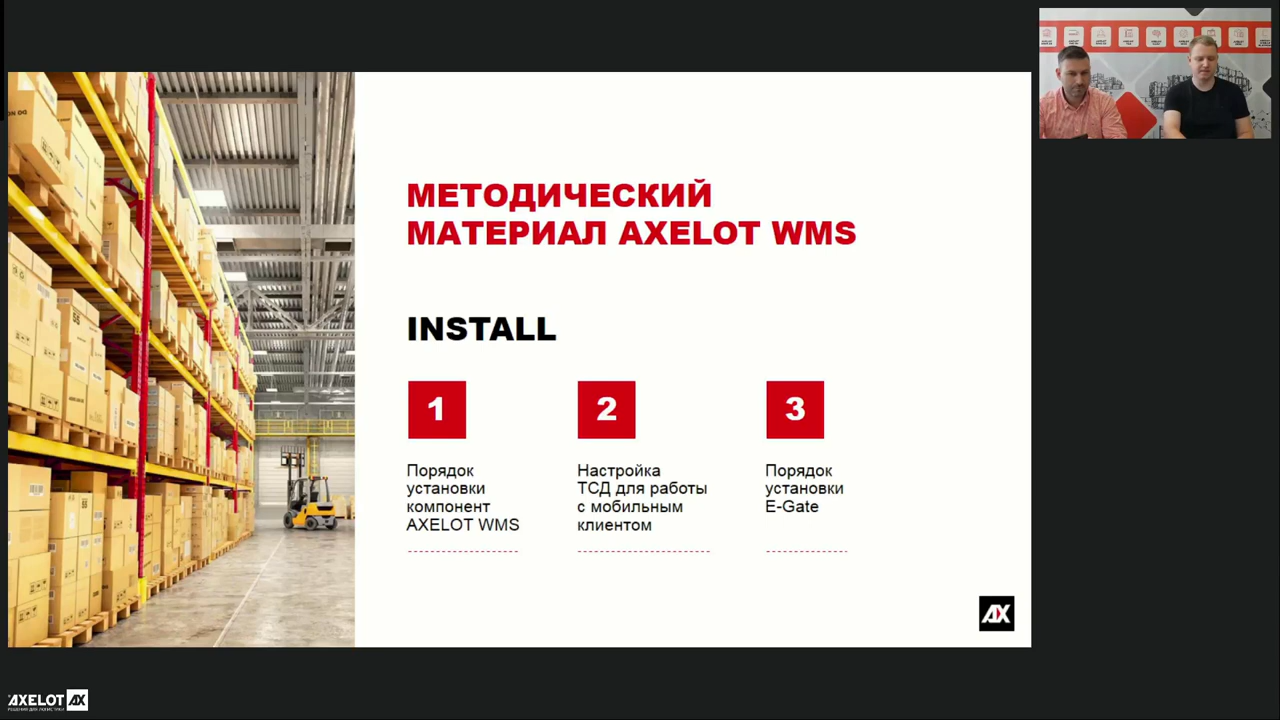 МЕТОДИЧЕСКИЙ
МАТЕРИАЛ AXELOT WMS
INSTALL
1
Порядок
установки
компонент
AXELOT WMS
2
Настройка
ТСД для работы
с мобильным
клиентом
3
Порядок
установки
E-Gate
AX
AXELOT AX